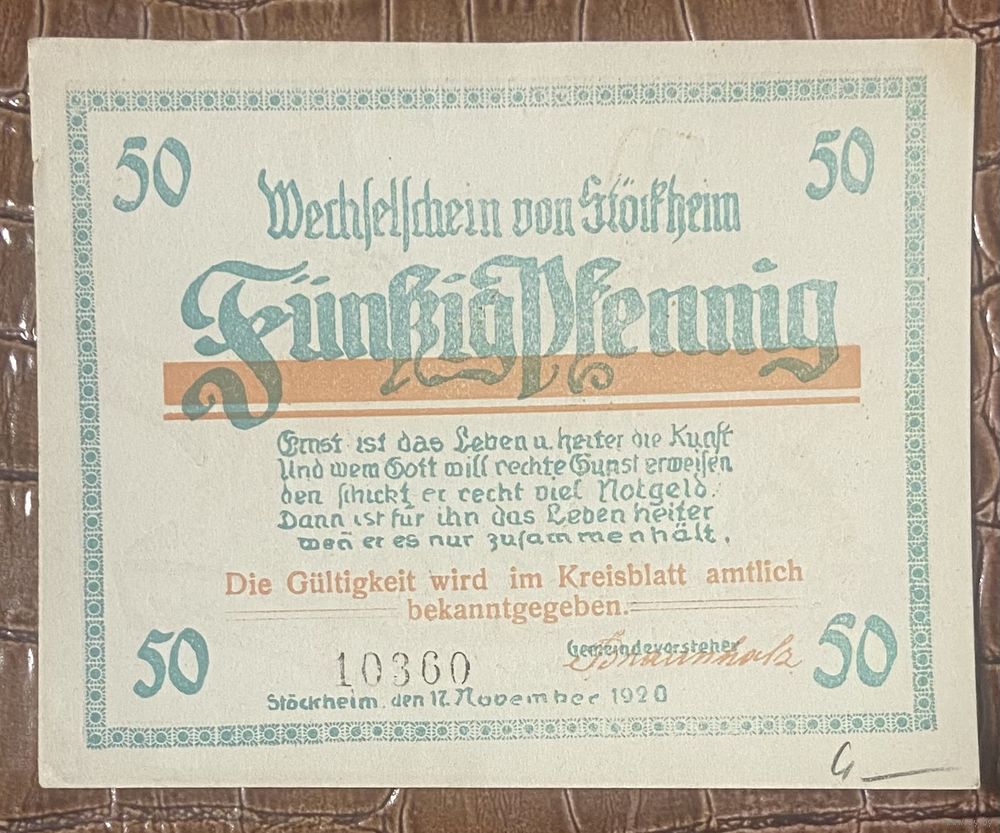 50 50
Wechselschein von Stöckheim
Fünfzig Pfennig
Ernst ist das Leben u. heiter die Kunst
Und wem Gott will rechte Gunst erweisen
den schickt er recht viel Notgeld.
Dann ist für ihn das Leben heiter
wen̄ er es nur zusammenhält.
Die Gültigkeit wird im Kreisblatt amtlich
bekanntgegeben.
Gemeindevorsteher
50 10360 50
Stöckheim, den 17. November 1920